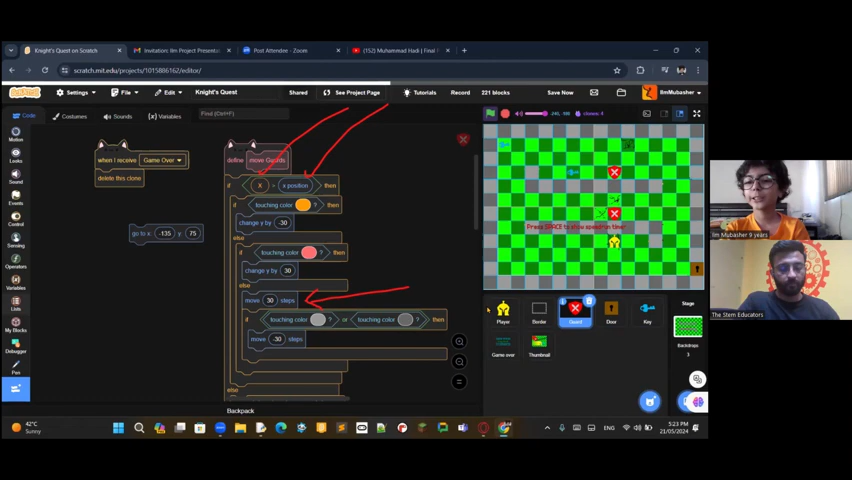 Knight's Quest on Scratch
Invitation: Ilm Project Presentat
Post Attendee - Zoom
(152) Muhammad Hadi | Final
scratch.mit.edu/projects/1015886162/editor/
Settings
File
Edit
Knight's Quest
Shared
See Project Page
Tutorials
Record
221 blocks
Save Now
IlmMubasher
Code
Costumes
Sounds
Variables
Find (Ctrl+F)
Motion
Looks
Sound
Events
Control
Sensing
Operators
Variables
Lists
My Blocks
Debugger
Pen
when I receive Game Over
delete this clone
go to x: -135 y: 75
define move Guards
if X > x position then
if touching color ? then
change y by -30
else
if touching color ? then
change y by 30
else
move 30 steps
if touching color ? or touching color ? then
move -30 steps
else
Backpack
Press SPACE to show speedrun timer
Player
Border
Guard
Door
Key
Game over
Thumbnail
Stage
Backdrops
3
Ilm Mubasher 9 years
The Stem Educators
42°C
Sunny
5:23 PM
21/05/2024